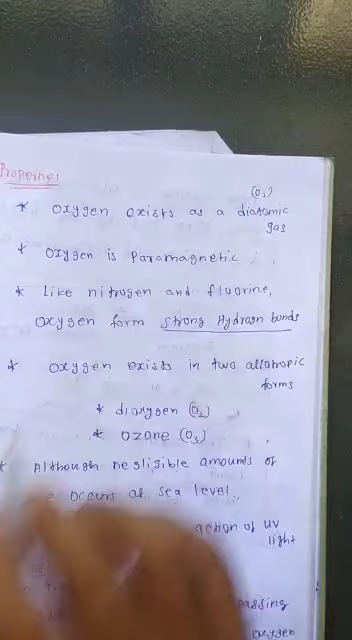 Properties
* Oxygen exists as a diatomic (O₂)
gas
* Oxygen is Paramagnetic
* Like nitrogen and fluorine,
oxygen form strong Hydrogn bonds
* Oxygen exists in two allotropic
forms
* dioxygen (O₂)
* ozone (O₃)
* Although negligible amounts of
occurs at sea level.
action of UV
light
passing
oxygen